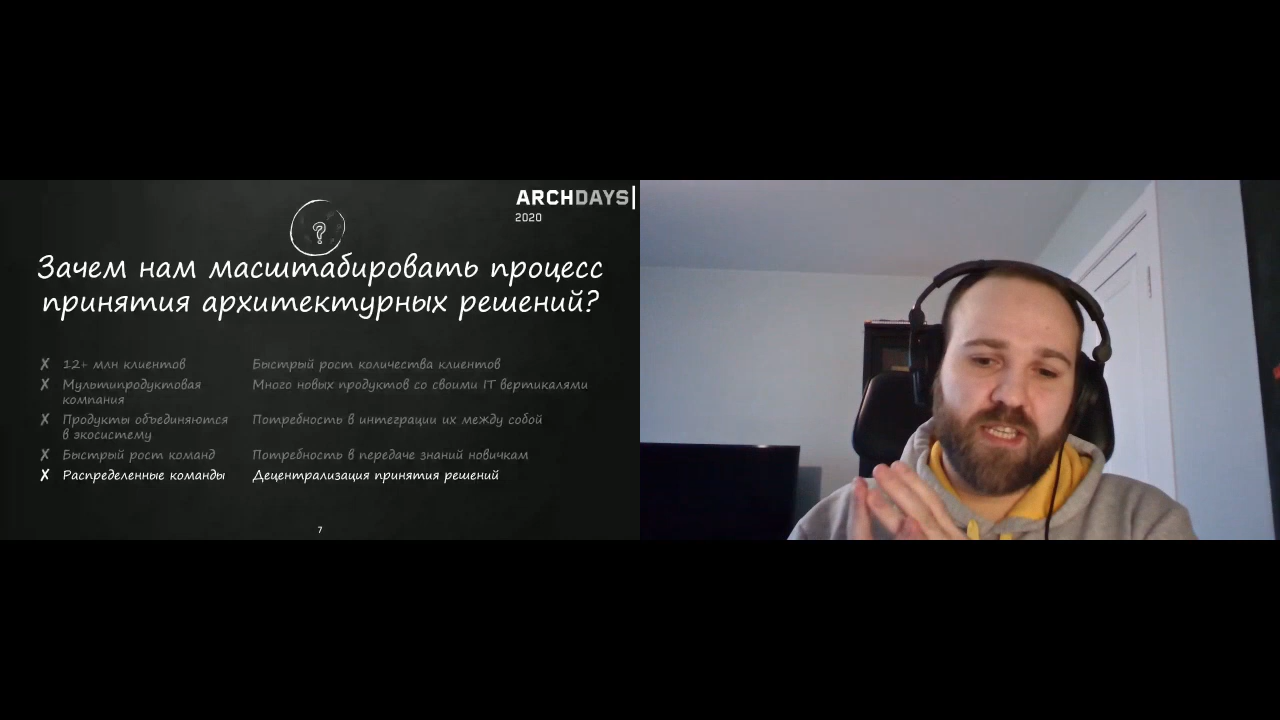 ARCHDAYS
2020
?
Зачем нам масштабировать процесс
принятия архитектурных решений?
✗ 12+ млн клиентов Быстрый рост количества клиентов
✗ Мультипродуктовая Много новых продуктов со своими IT вертикалями
компания
✗ Продукты объединяются Потребность в интеграции их между собой
в экосистему
✗ Быстрый рост команд Потребность в передаче знаний новичкам
✗ Распределенные команды Децентрализация принятия решений
7